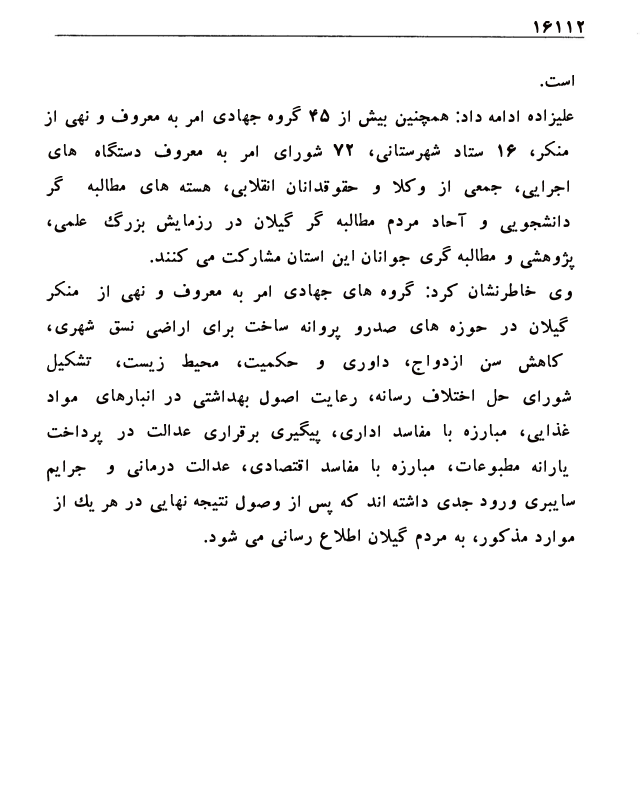 ۱۶۱۱۲
است.
علیزاده ادامه داد: همچنین بیش از ۴۵ گروه جهادی امر به معروف و نهی از
منکر، ۱۶ ستاد شهرستانی، ۷۲ شورای امر به معروف دستگاه های
اجرایی، جمعی از وکلا و حقوقدانان انقلابی، هسته های مطالبه گر
دانشجویی و آحاد مردم مطالبه گر گیلان در رزمایش بزرگ علمی،
پژوهشی و مطالبه گری جوانان این استان مشارکت می کنند.
وی خاطرنشان کرد: گروه های جهادی امر به معروف و نهی از منکر
گیلان در حوزه های صدرو پروانه ساخت برای اراضی نسق شهری،
کاهش سن ازدواج، داوری و حکمیت، محیط زیست، تشکیل
شورای حل اختلاف رسانه، رعایت اصول بهداشتی در انبارهای مواد
غذایی، مبارزه با مفاسد اداری، پیگیری برقراری عدالت در پرداخت
یارانه مطبوعات، مبارزه با مفاسد اقتصادی، عدالت درمانی و جرایم
سایبری ورود جدی داشته اند که پس از وصول نتیجه نهایی در هر یك از
موارد مذکور، به مردم گیلان اطلاع رسانی می شود.